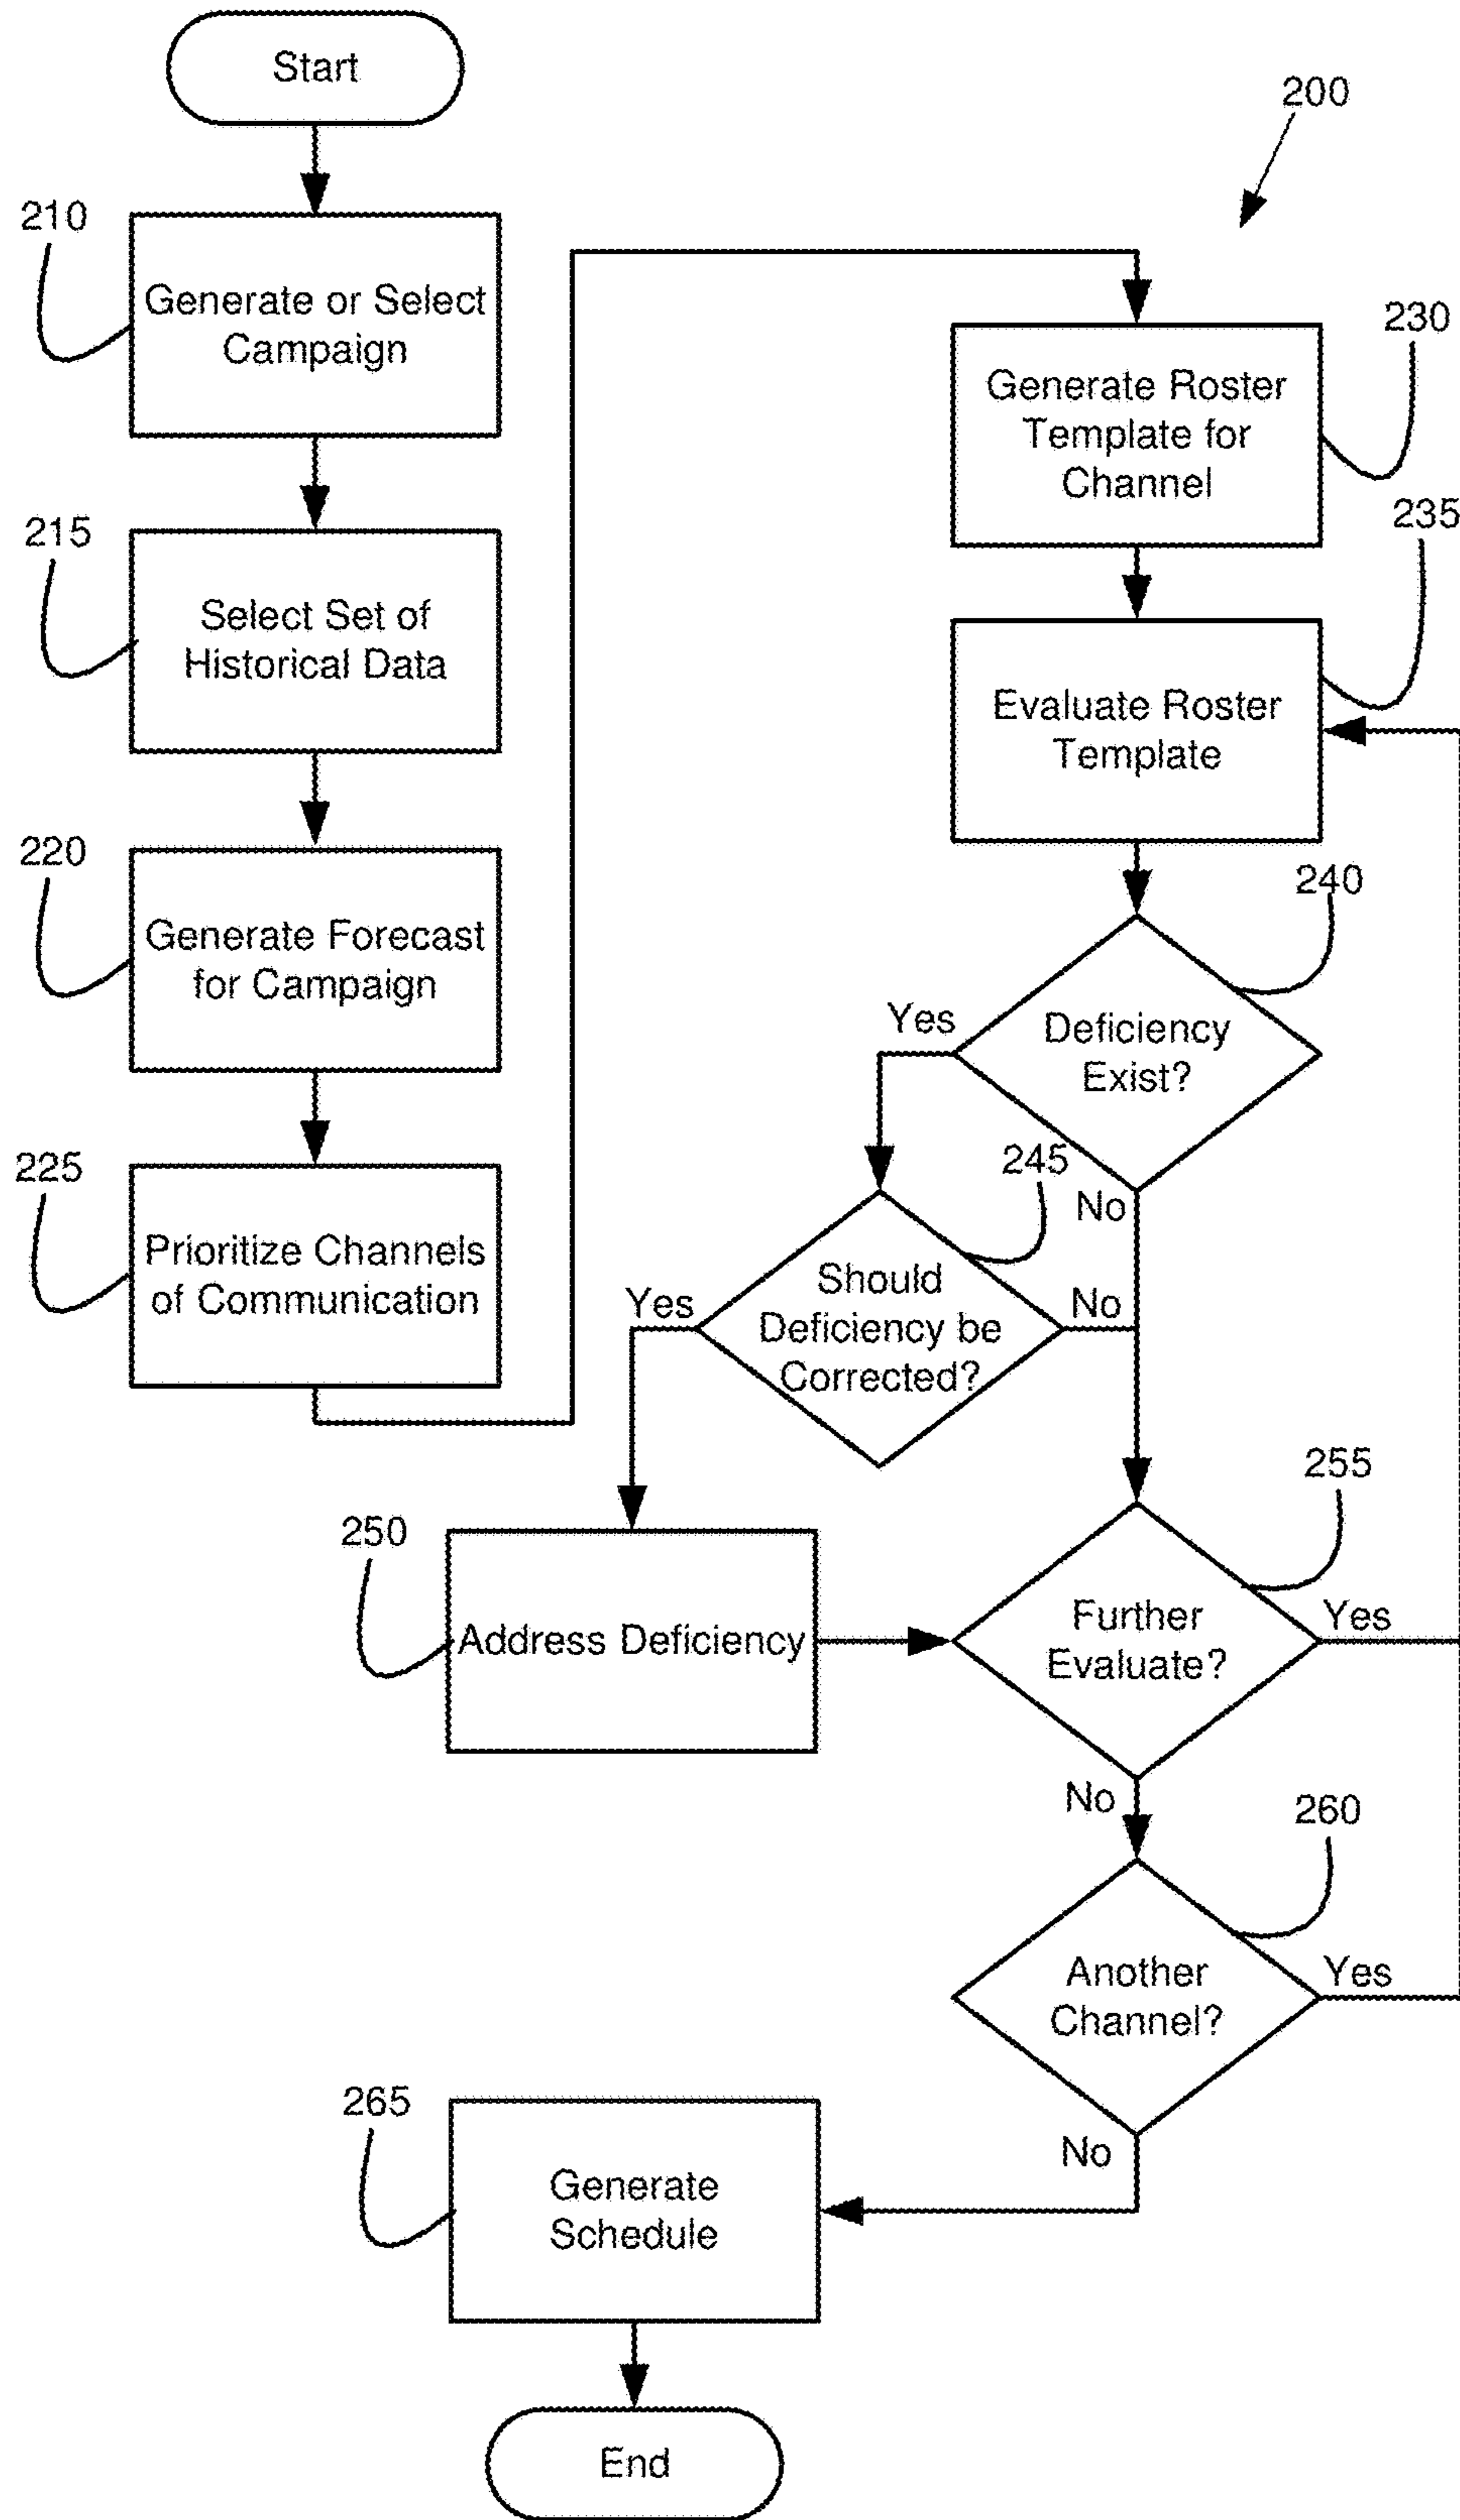 Start
200
210
Generate or Select
Campaign
215
Select Set of
Historical Data
220
Generate Forecast
for Campaign
225
Prioritize Channels
of Communication
230
Generate Roster
Template for
Channel
235
Evaluate Roster
Template
240
Deficiency
Exist?
Yes
No
245
Should
Deficiency be
Corrected?
Yes
No
250
Address Deficiency
255
Further
Evaluate?
Yes
No
260
Another
Channel?
Yes
No
265
Generate
Schedule
End